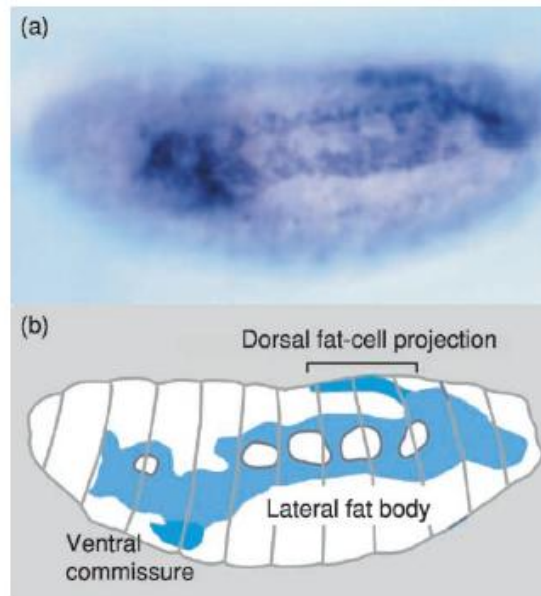 (a)
(b)
Dorsal fat-cell projection
Lateral fat body
Ventral
commissure